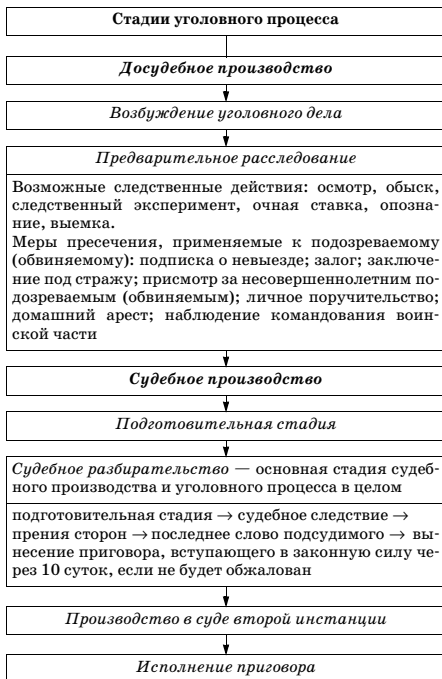 Стадии уголовного процесса
Досудебное производство
Возбуждение уголовного дела
Предварительное расследование
Возможные следственные действия: осмотр, обыск,
следственный эксперимент, очная ставка, опозна-
ние, выемка.
Меры пресечения, применяемые к подозреваемому
(обвиняемому): подписка о невыезде; залог; заключе-
ние под стражу; присмотр за несовершеннолетним по-
дозреваемым (обвиняемым); личное поручительство;
домашний арест; наблюдение командования воин-
ской части
Судебное производство
Подготовительная стадия
Судебное разбирательство — основная стадия судеб-
ного производства и уголовного процесса в целом
подготовительная стадия → судебное следствие →
прения сторон → последнее слово подсудимого → вы-
несение приговора, вступающего в законную силу че-
рез 10 суток, если не будет обжалован
Производство в суде второй инстанции
Исполнение приговора